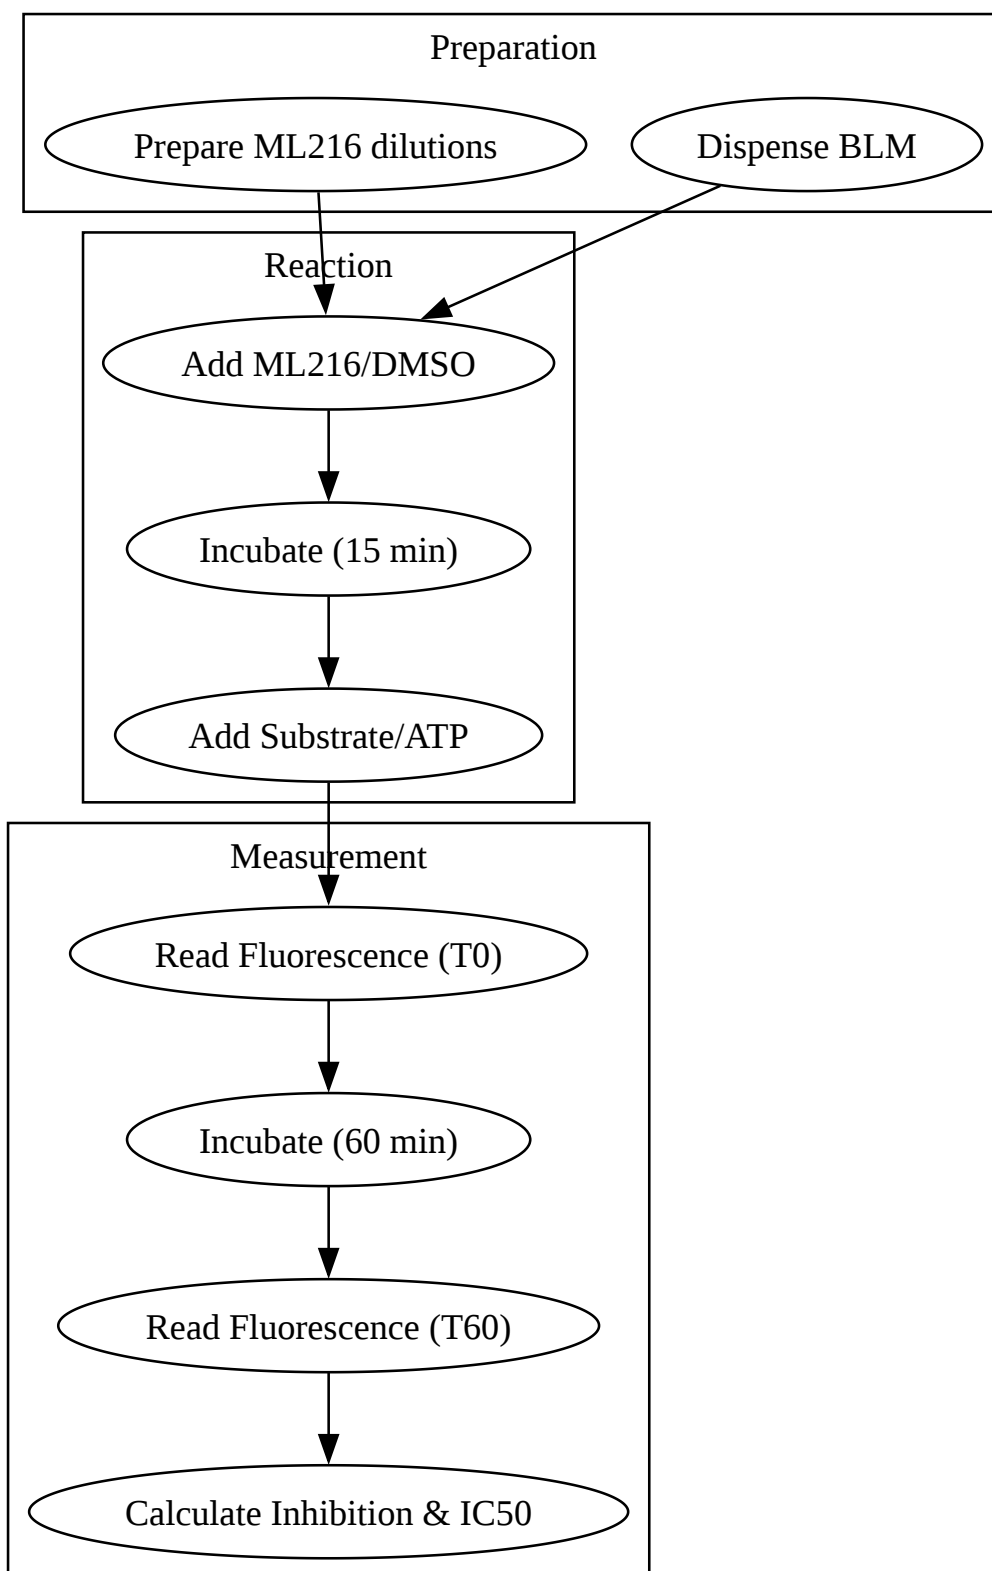 Preparation
Prepare ML216 dilutions
Dispense BLM
Reaction
Add ML216/DMSO
Incubate (15 min)
Add Substrate/ATP
Measurement
Read Fluorescence (T0)
Incubate (60 min)
Read Fluorescence (T60)
Calculate Inhibition & IC50